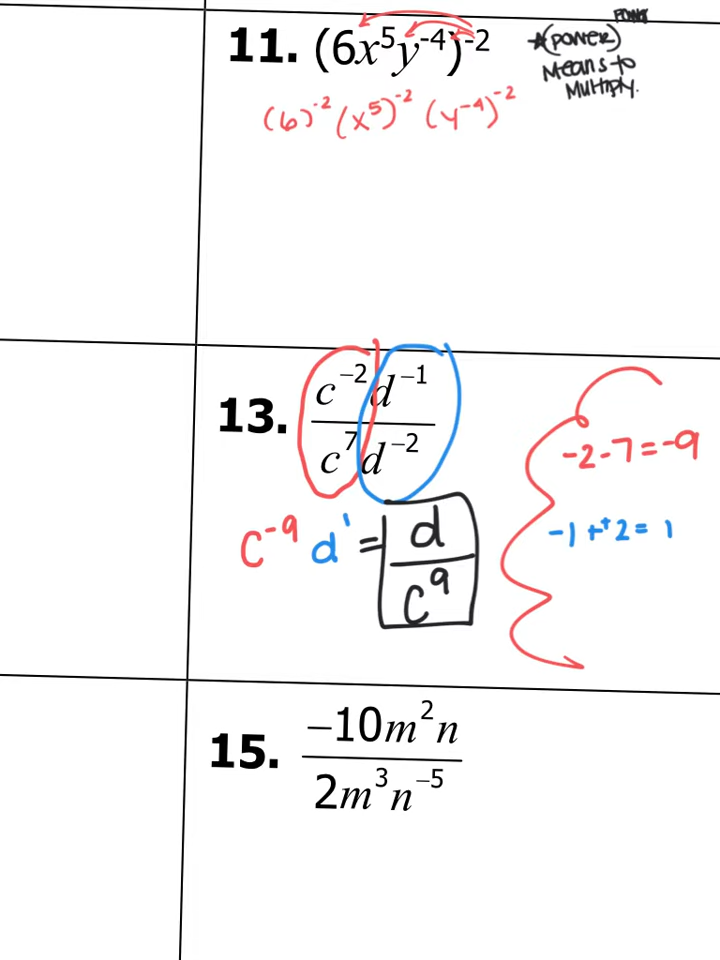 11. (6x⁵y⁻⁴)⁻²
(6)⁻² (x⁵)⁻² (y⁻⁴)⁻²
(power)
Means to
Multiply.
13. c⁻²d⁻¹
c⁷d⁻²
-2-7=-9
-1 + ⁺2 = 1
c⁻⁹ d¹ = d
c⁹
15. −10m²n
2m³n⁻⁵